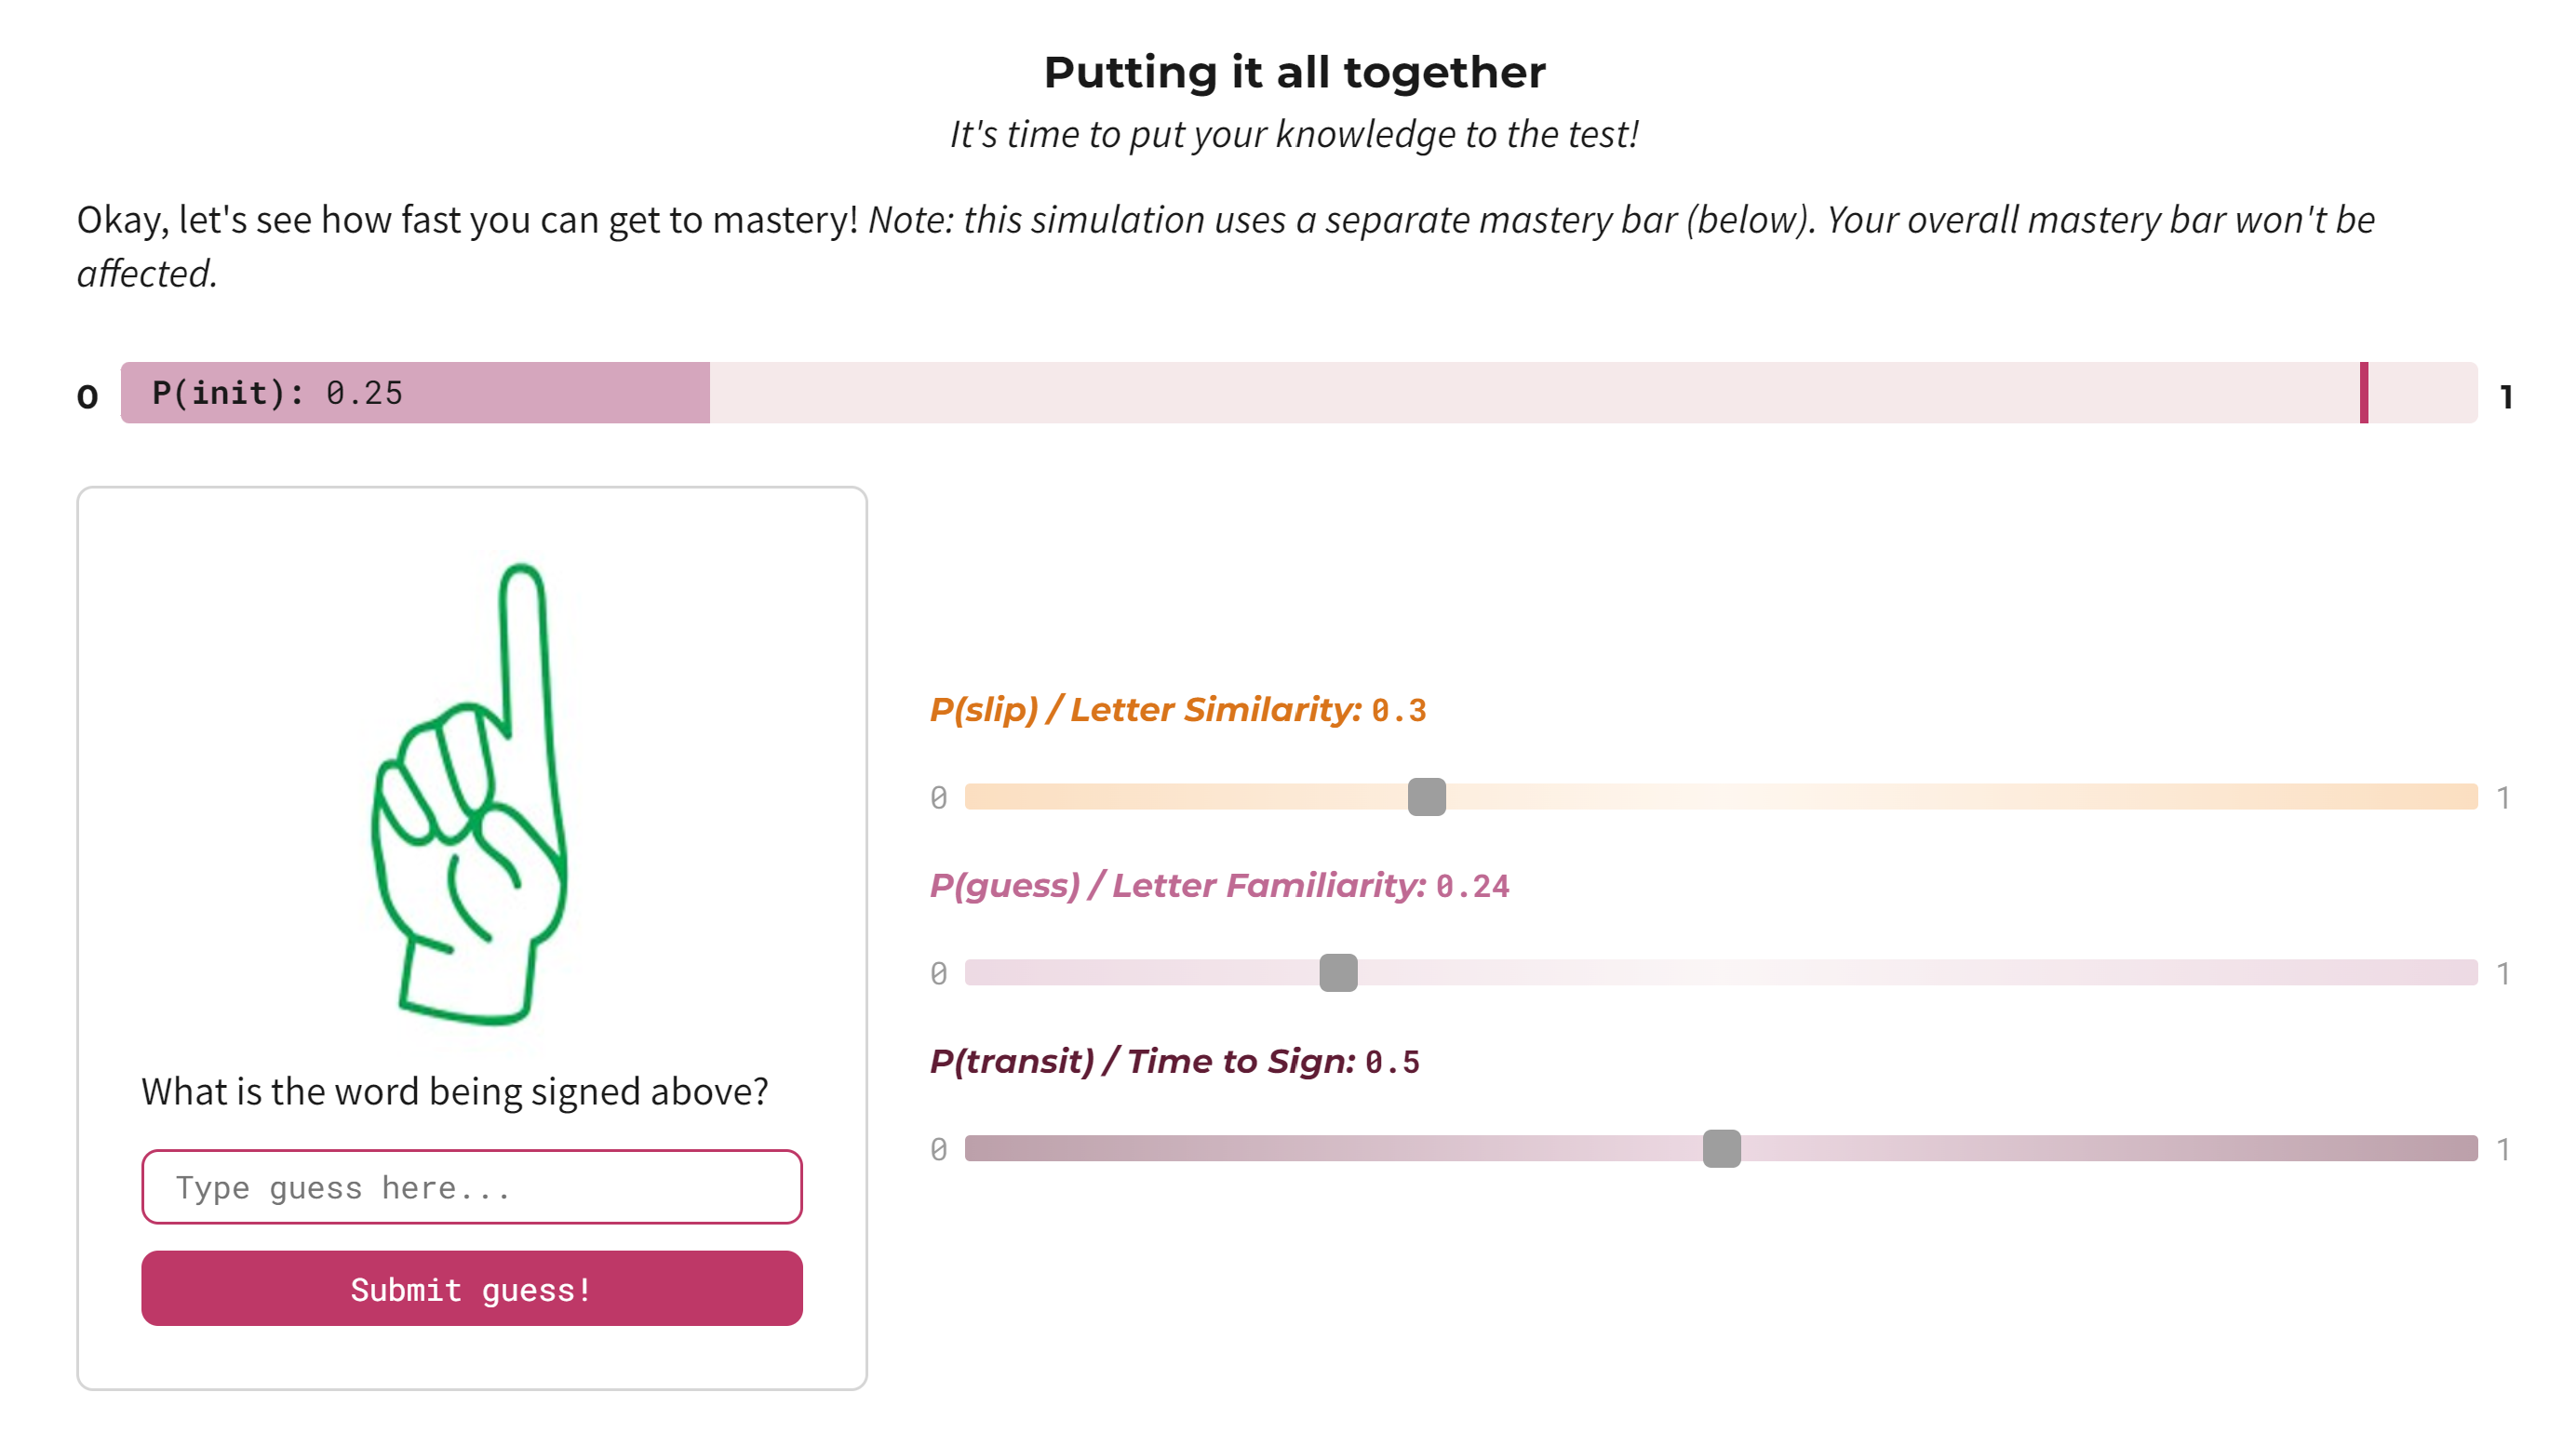 Putting it all together
It's time to put your knowledge to the test!
Okay, let's see how fast you can get to mastery! Note: this simulation uses a separate mastery bar (below). Your overall mastery bar won't be
affected.
0 P(init): 0.25 1
What is the word being signed above?
Type guess here...
Submit guess!
P(slip) / Letter Similarity: 0.3
0 1
P(guess) / Letter Familiarity: 0.24
0 1
P(transit) / Time to Sign: 0.5
0 1